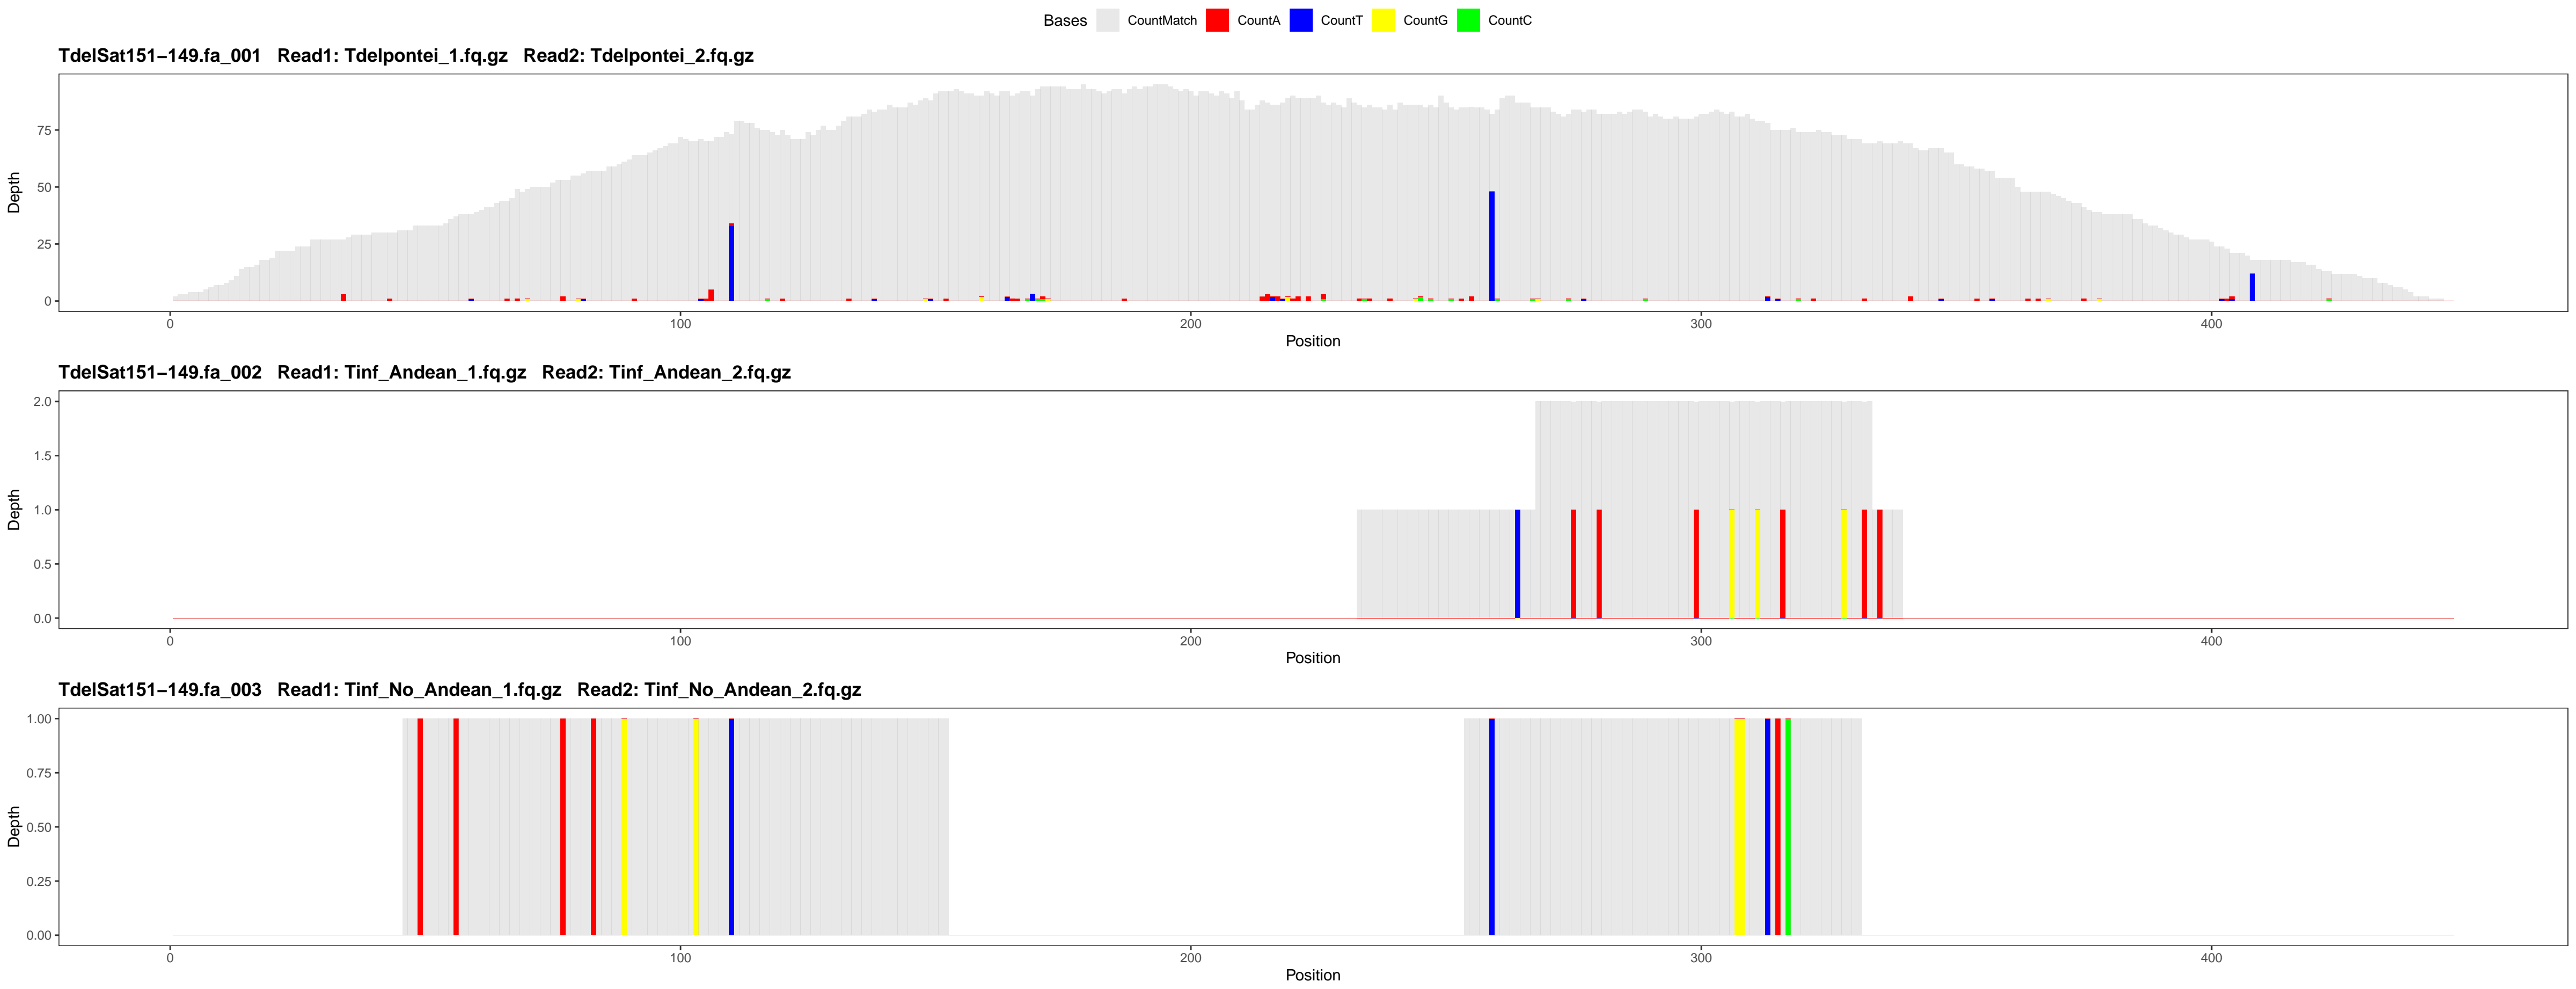 Bases CountMatch CountA CountT CountG CountC
TdelSat151−149.fa_001 Read1: Tdelpontei_1.fq.gz Read2: Tdelpontei_2.fq.gz
75
50
25
0
Depth
0 100 200 300 400
Position
TdelSat151−149.fa_002 Read1: Tinf_Andean_1.fq.gz Read2: Tinf_Andean_2.fq.gz
2.0
1.5
1.0
0.5
0.0
Depth
0 100 200 300 400
Position
TdelSat151−149.fa_003 Read1: Tinf_No_Andean_1.fq.gz Read2: Tinf_No_Andean_2.fq.gz
1.00
0.75
0.50
0.25
0.00
Depth
0 100 200 300 400
Position